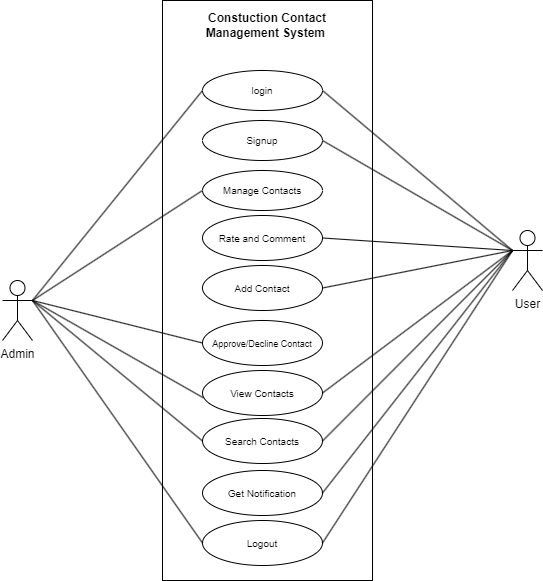 Constuction Contact
Management System
login
Signup
Manage Contacts
Rate and Comment
Add Contact
Approve/Decline Contact
View Contacts
Search Contacts
Get Notification
Logout
Admin
User